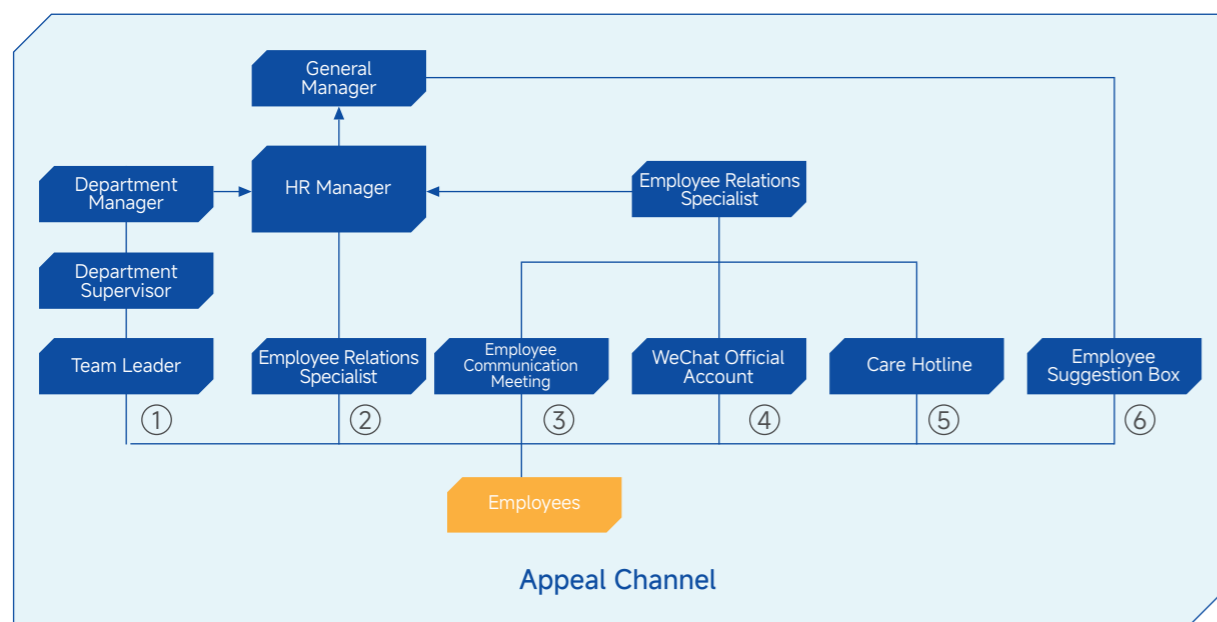 General
Manager
Department
Manager
HR Manager
Employee Relations
Specialist
Department
Supervisor
Team Leader
Employee Relations
Specialist
Employee
Communication
Meeting
WeChat Official
Account
Care Hotline
Employee
Suggestion Box
①
②
③
④
⑤
⑥
Employees
Appeal Channel